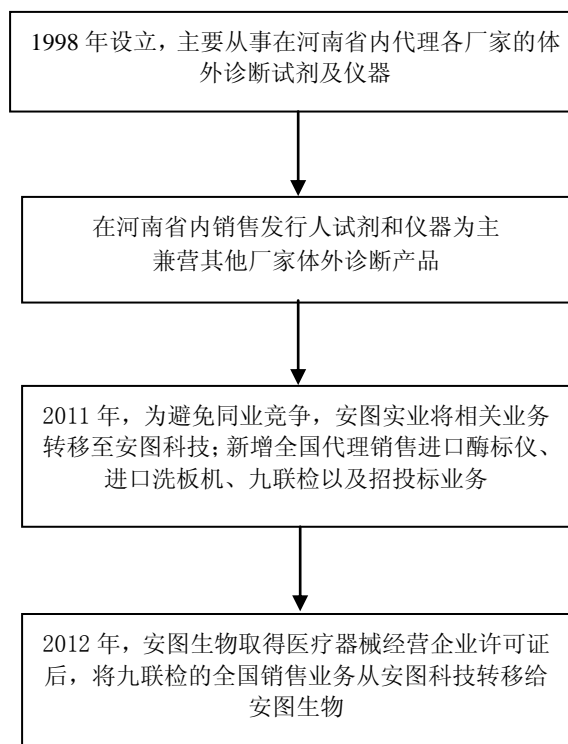 1998 年设立，主要从事在河南省内代理各厂家的体
外诊断试剂及仪器
在河南省内销售发行人试剂和仪器为主
兼营其他厂家体外诊断产品
2011 年，为避免同业竞争，安图实业将相关业务
转移至安图科技；新增全国代理销售进口酶标仪、
进口洗板机、九联检以及招投标业务
2012 年，安图生物取得医疗器械经营企业许可证
后，将九联检的全国销售业务从安图科技转移给
安图生物